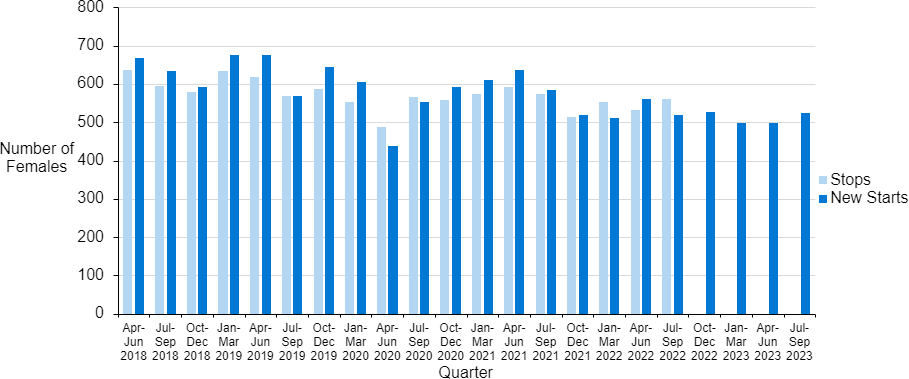 800
700
600
500
400
300
200
100
0
Number of
Females
Stops
New Starts
Apr-
Jun
2018
Jul-
Sep
2018
Oct-
Dec
2018
Jan-
Mar
2019
Apr-
Jun
2019
Jul-
Sep
2019
Oct-
Dec
2019
Jan-
Mar
2020
Apr-
Jun
2020
Jul-
Sep
2020
Oct-
Dec
2020
Jan-
Mar
2021
Apr-
Jun
2021
Jul-
Sep
2021
Oct-
Dec
2021
Jan-
Mar
2022
Apr-
Jun
2022
Jul-
Sep
2022
Oct-
Dec
2022
Jan-
Mar
2023
Apr-
Jun
2023
Jul-
Sep
2023
Quarter